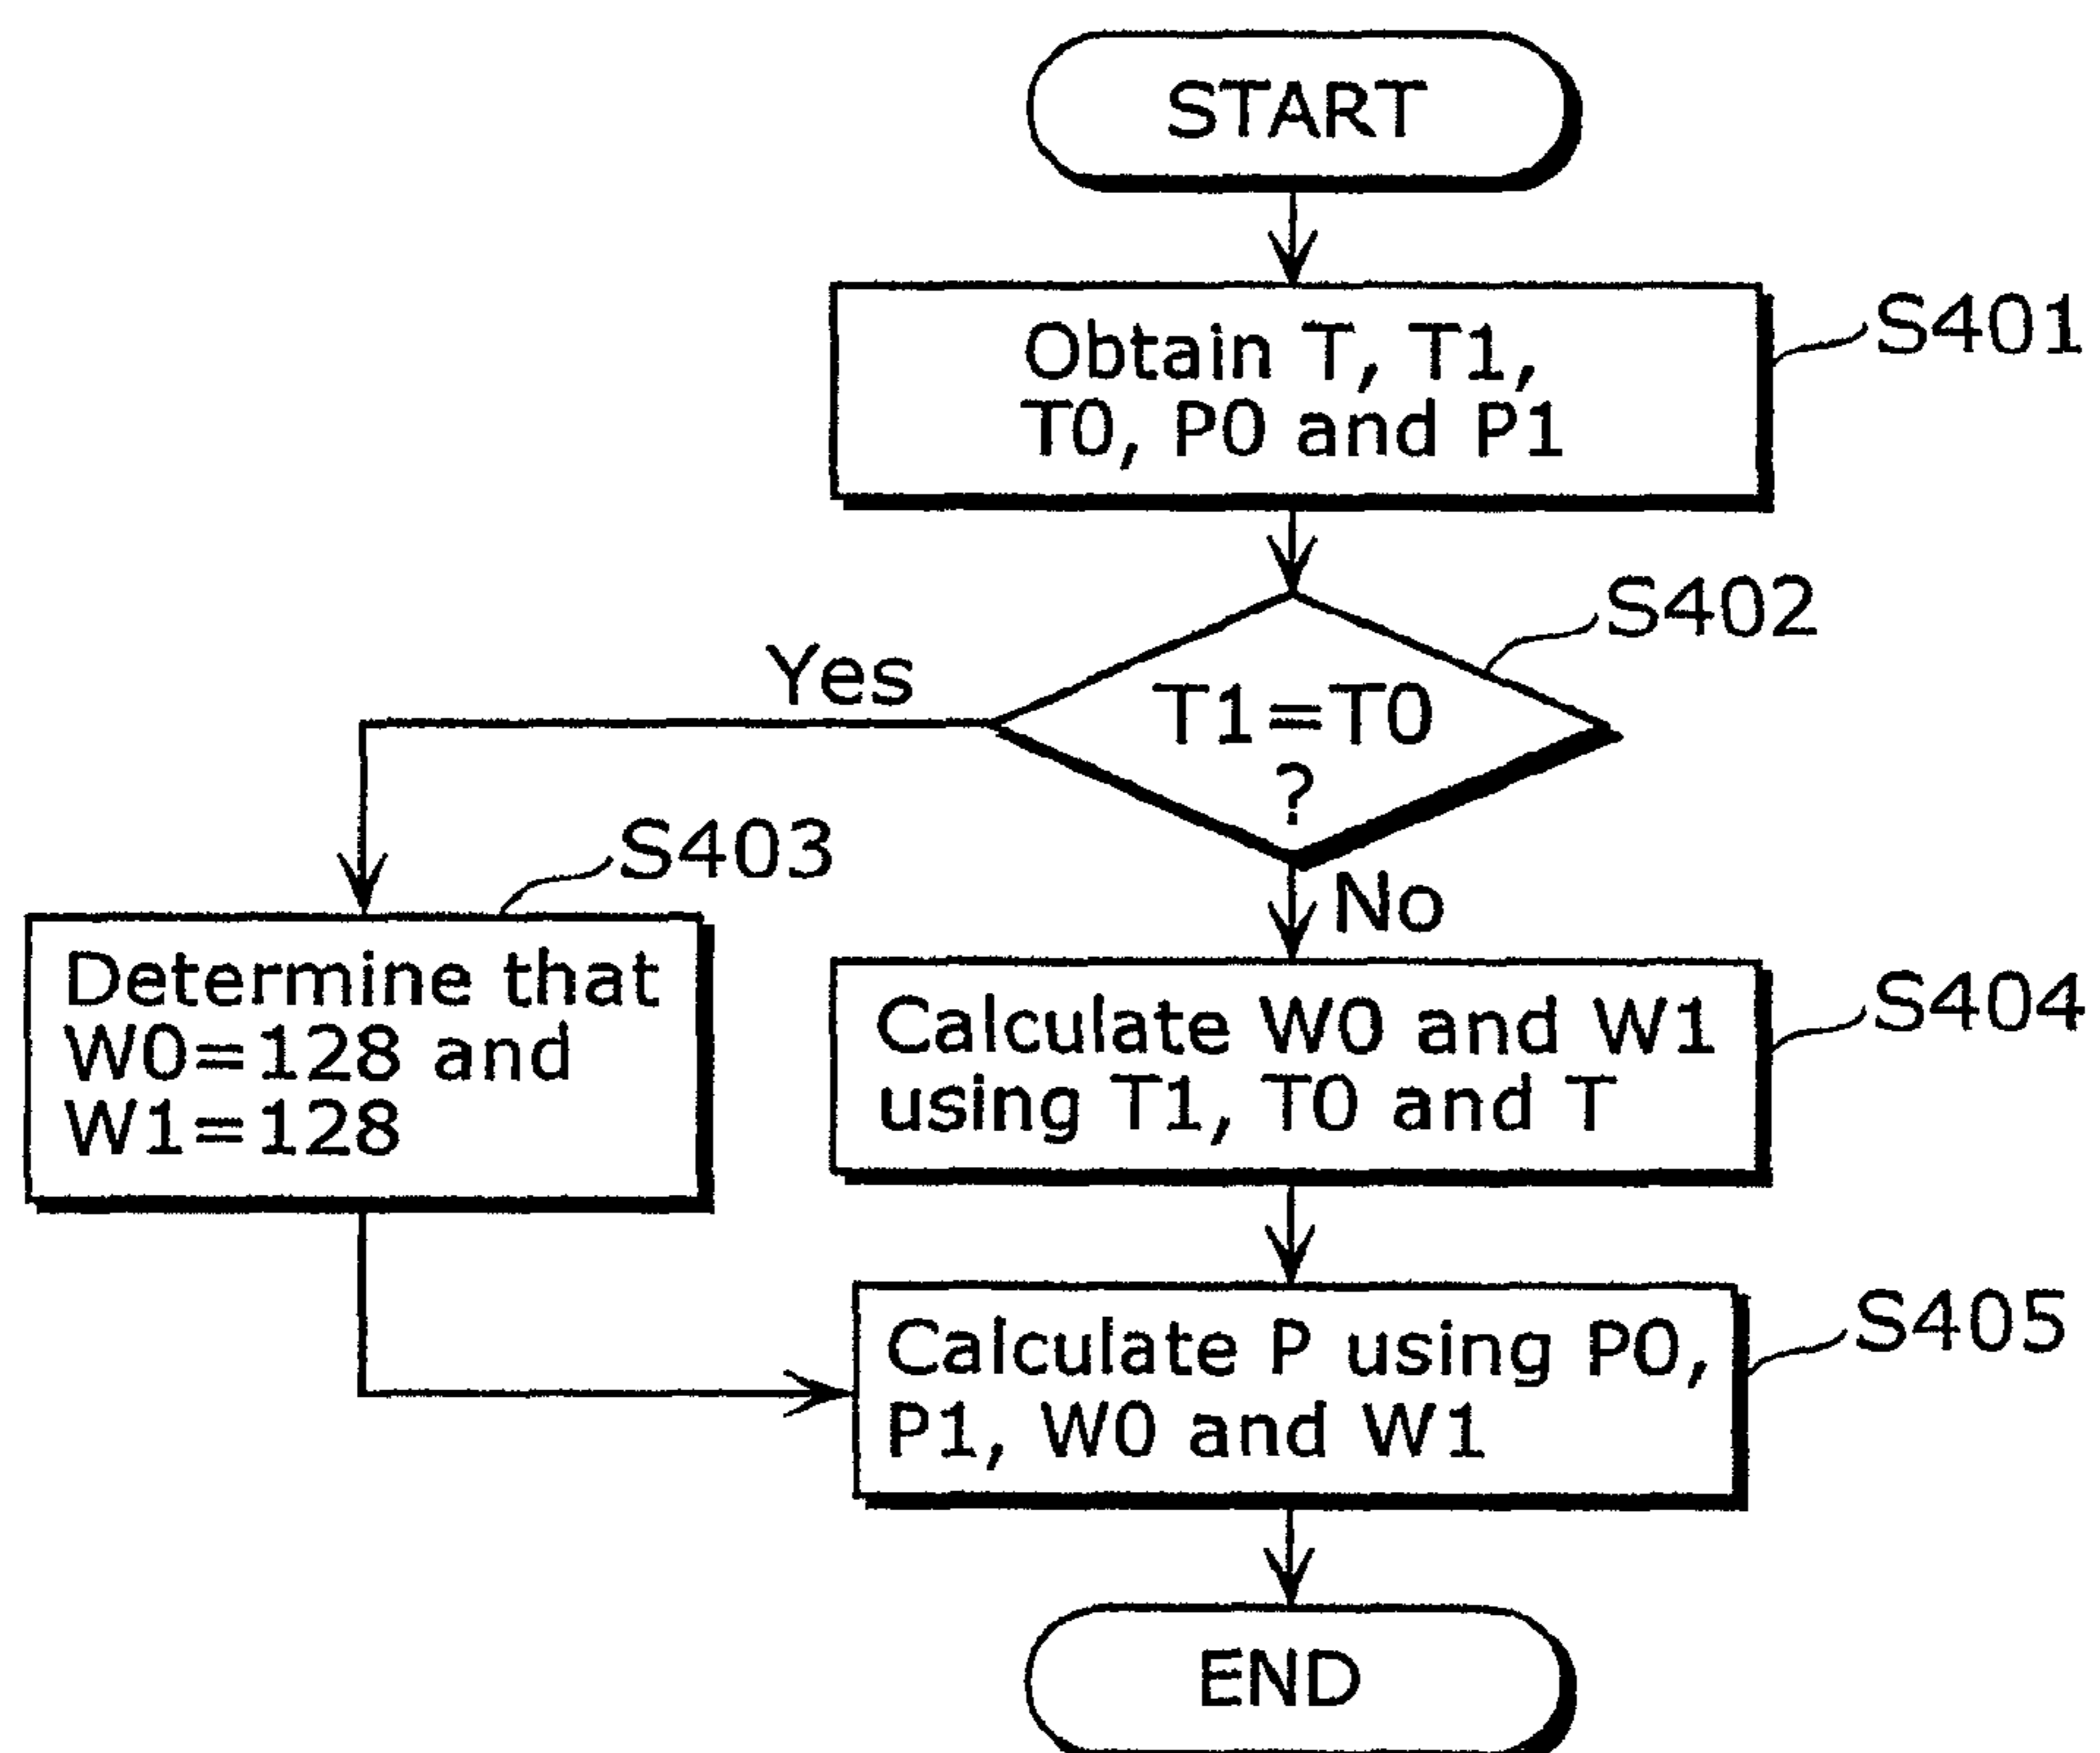 START
Obtain T, T1,
T0, P0 and P1
S401
S402
T1=T0
?
Yes
No
S403
Determine that
W0=128 and
W1=128
Calculate W0 and W1
using T1, T0 and T
S404
Calculate P using P0,
P1, W0 and W1
S405
END